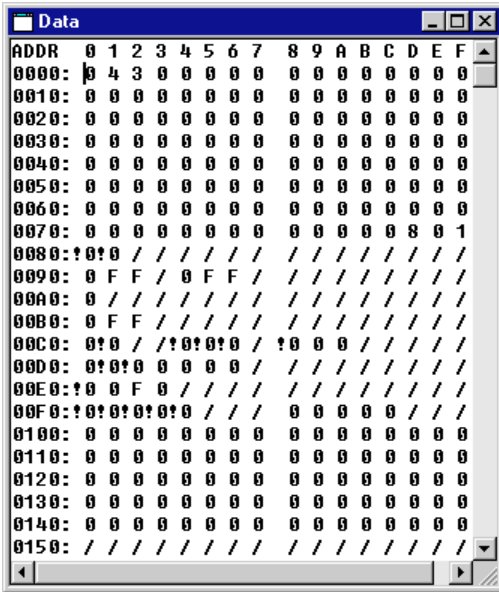 Data
ADDR 0 1 2 3 4 5 6 7 8 9 A B C D E F
0000: 0 4 3 0 0 0 0 0 0 0 0 0 0 0 0 0
0010: 0 0 0 0 0 0 0 0 0 0 0 0 0 0 0 0
0020: 0 0 0 0 0 0 0 0 0 0 0 0 0 0 0 0
0030: 0 0 0 0 0 0 0 0 0 0 0 0 0 0 0 0
0040: 0 0 0 0 0 0 0 0 0 0 0 0 0 0 0 0
0050: 0 0 0 0 0 0 0 0 0 0 0 0 0 0 0 0
0060: 0 0 0 0 0 0 0 0 0 0 0 0 0 0 0 0
0070: 0 0 0 0 0 0 0 0 0 0 0 0 0 8 0 1
0080:!0!0 / / / / / / / / / / / / / /
0090: 0 F F / 0 F F / / / / / / / / /
00A0: 0 / / / / / / / / / / / / / / /
00B0: 0 F F / / / / / / / / / / / / /
00C0: 0!0 / /!0!0!0 / !0 0 0 / / / / /
00D0: 0!0!0 0 0 0 0 / / / / / / / / /
00E0:!0 0 F 0 / / / / / / / / / / / /
00F0:!0!0!0!0!0 / / / 0 0 0 0 0 / / /
0100: 0 0 0 0 0 0 0 0 0 0 0 0 0 0 0 0
0110: 0 0 0 0 0 0 0 0 0 0 0 0 0 0 0 0
0120: 0 0 0 0 0 0 0 0 0 0 0 0 0 0 0 0
0130: 0 0 0 0 0 0 0 0 0 0 0 0 0 0 0 0
0140: 0 0 0 0 0 0 0 0 0 0 0 0 0 0 0 0
0150: / / / / / / / / / / / / / / / /